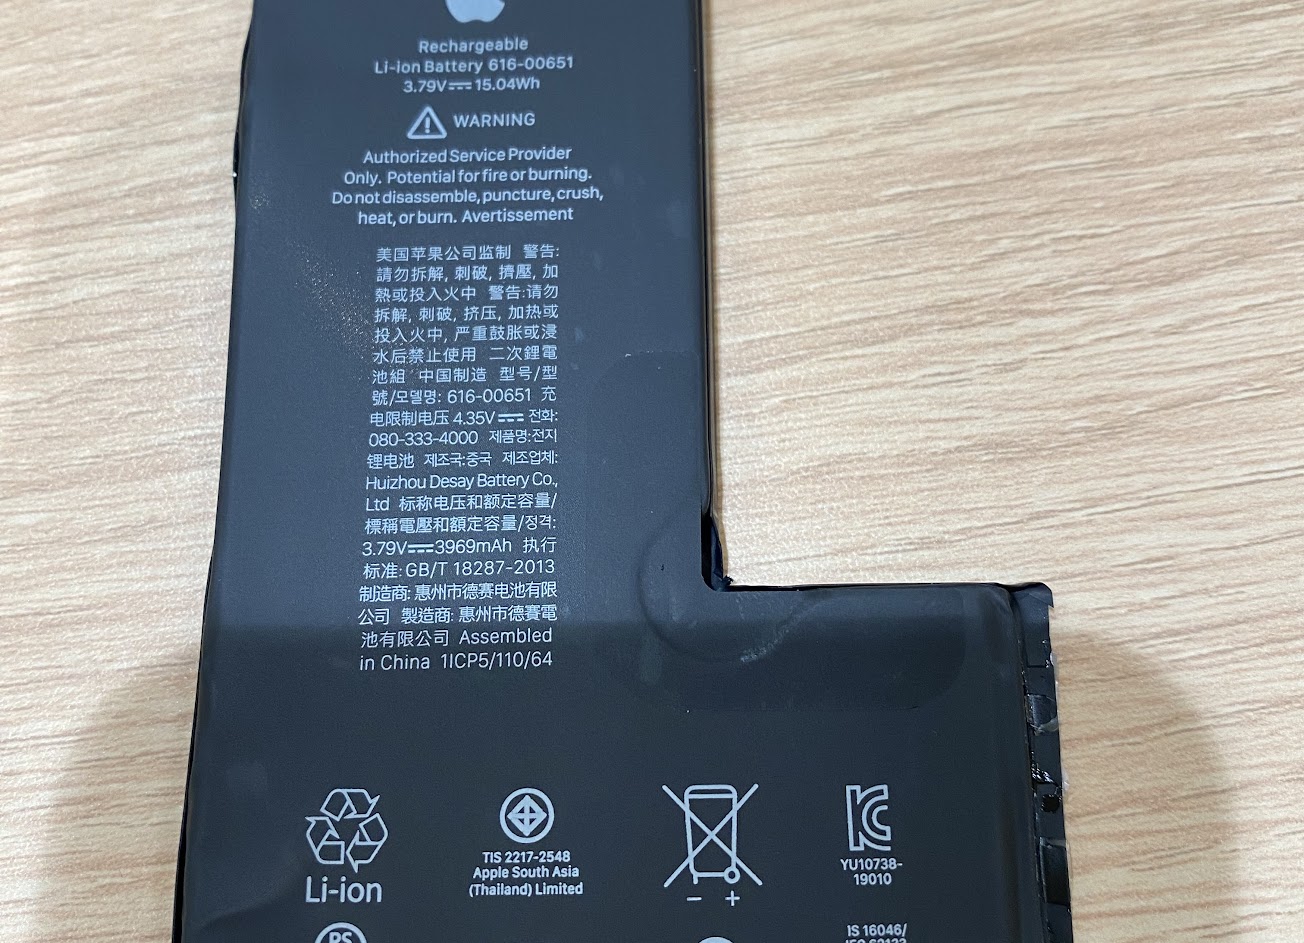 Rechargeable
Li-ion Battery 616-00651
3.79V⎓15.04Wh
WARNING
Authorized Service Provider
Only. Potential for fire or burning.
Do not disassemble, puncture, crush,
heat, or burn. Avertissement
美国苹果公司监制 警告:
請勿拆解, 刺破, 擠壓, 加
熱或投入火中 警告:请勿
拆解, 刺破, 挤压, 加热或
投入火中, 严重鼓胀或浸
水后禁止使用 二次鋰電
池組 中国制造 型号/型
號/모델명: 616-00651 充
电限制电压 4.35V⎓ 전화:
080-333-4000 제품명:전지
锂电池 제조국:중국 제조업체:
Huizhou Desay Battery Co.,
Ltd 标称电压和额定容量/
標稱電壓和額定容量/정격:
3.79V⎓3969mAh 执行
标准: GB/T 18287-2013
制造商: 惠州市德赛电池有限
公司 製造商: 惠州市德賽電
池有限公司 Assembled
in China 1ICP5/110/64
Li-ion
TIS 2217-2548
Apple South Asia
(Thailand) Limited
YU10738-
19010
PS
IS 16046/